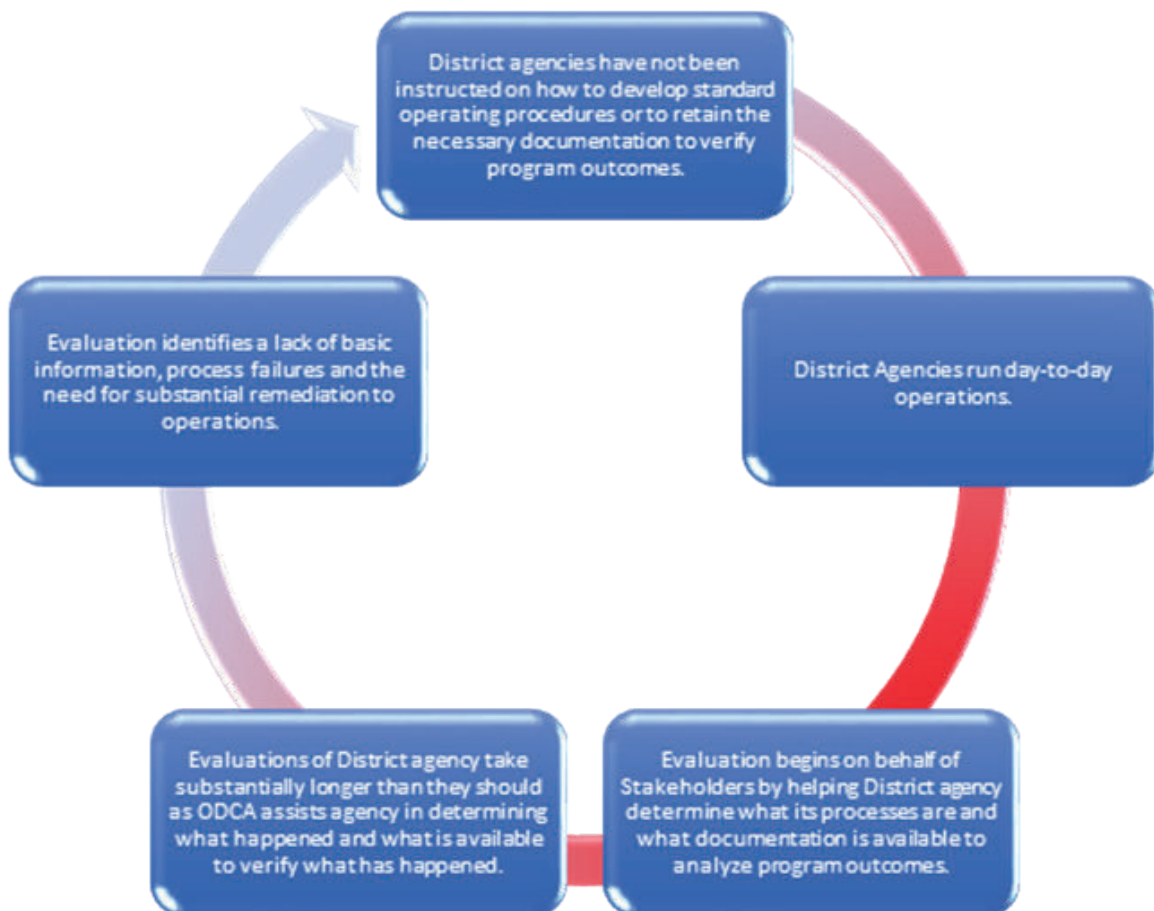 District agencies have not been
instructed on how to develop standard
operating procedures or to retain the
necessary documentation to verify
program outcomes.
District Agencies run day-to-day
operations.
Evaluation begins on behalf of
Stakeholders by helping District agency
determine what its processes are and
what documentation is available to
analyze program outcomes.
Evaluations of District agency take
substantially longer than they should
as ODCA assists agency in determining
what happened and what is available
to verify what has happened.
Evaluation identifies a lack of basic
information, process failures and the
need for substantial remediation to
operations.